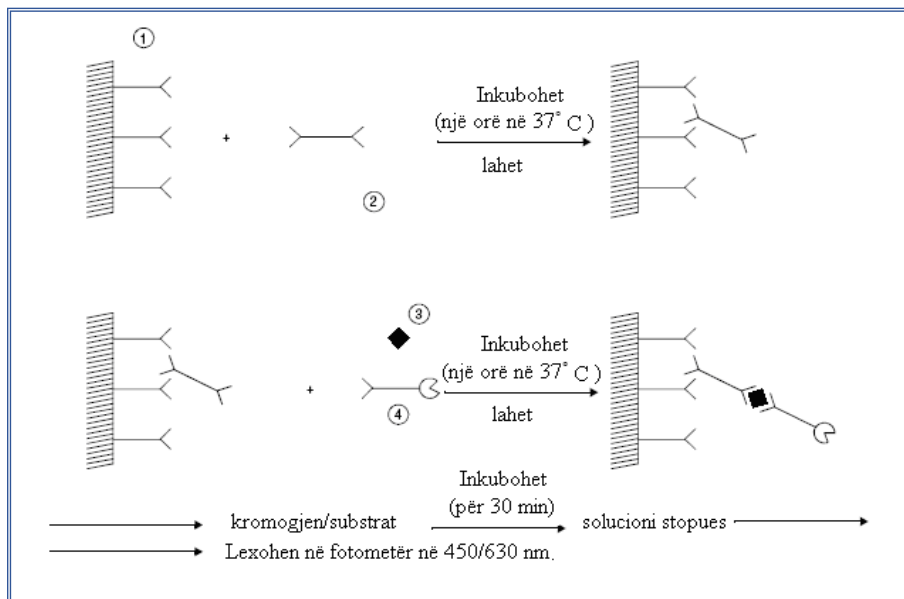 1
Inkubohet
(një orë në 37° C )
lahet
+
2
3
Inkubohet
(një orë në 37° C )
lahet
+
4
Inkubohet
(për 30 min)
kromogjen/substrat
solucioni stopues
Lexohen në fotometër në 450/630 nm.